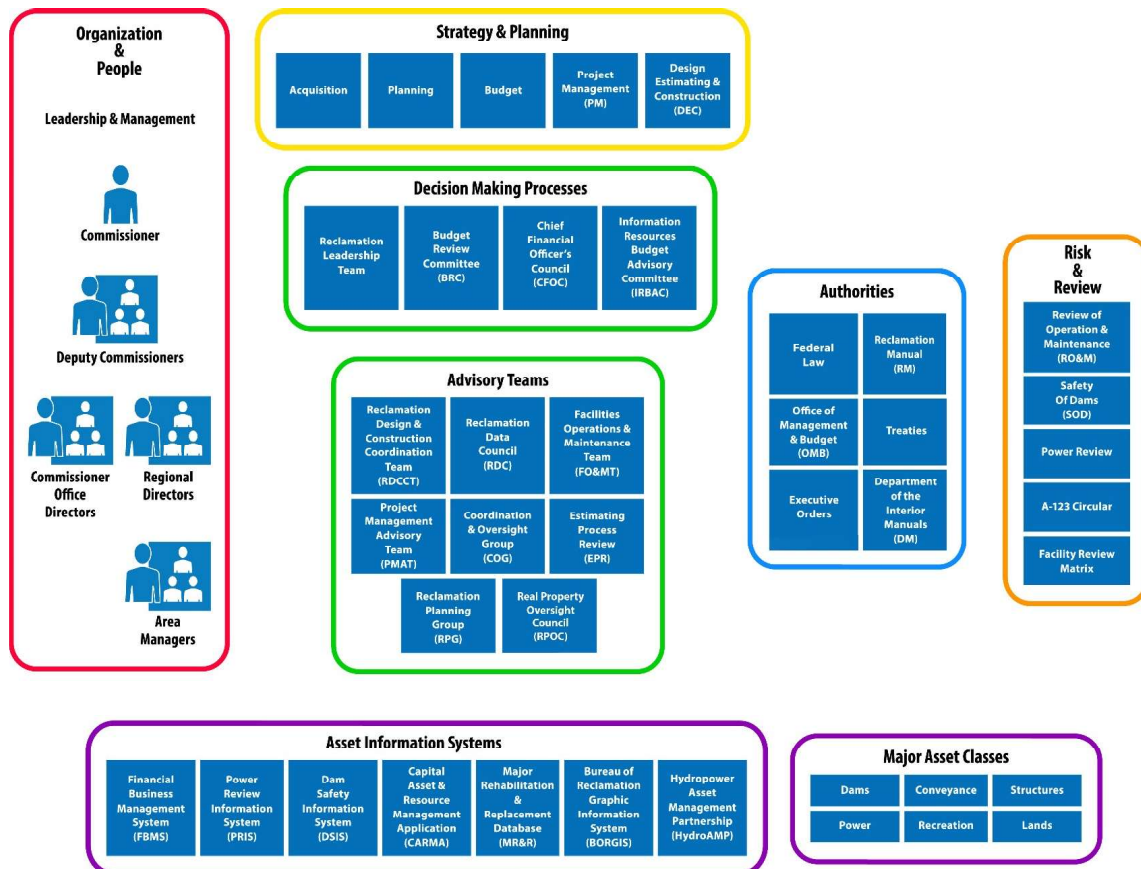 Organization
&
People
Leadership & Management
Commissioner
Deputy Commissioners
Commissioner
Office
Directors
Regional
Directors
Area
Managers
Strategy & Planning
Acquisition
Planning
Budget
Project
Management
(PM)
Design
Estimating &
Construction
(DEC)
Decision Making Processes
Reclamation
Leadership
Team
Budget
Review
Committee
(BRC)
Chief
Financial
Officer's
Council
(CFOC)
Information
Resources
Budget
Advisory
Committee
(IRBAC)
Advisory Teams
Reclamation
Design &
Construction
Coordination
Team
(RDCCT)
Reclamation
Data
Council
(RDC)
Facilities
Operations &
Maintenance
Team
(FO&MT)
Project
Management
Advisory
Team
(PMAT)
Coordination
& Oversight
Group
(COG)
Estimating
Process
Review
(EPR)
Reclamation
Planning
Group
(RPG)
Real Property
Oversight
Council
(RPOC)
Authorities
Federal
Law
Reclamation
Manual
(RM)
Office of
Management
& Budget
(OMB)
Treaties
Executive
Orders
Department
of the
Interior
Manuals
(DM)
Risk
&
Review
Review of
Operation &
Maintenance
(RO&M)
Safety
Of Dams
(SOD)
Power Review
A-123 Circular
Facility Review
Matrix
Asset Information Systems
Financial
Business
Management
System
(FBMS)
Power
Review
Information
System
(PRIS)
Dam
Safety
Information
System
(DSIS)
Capital
Asset &
Resource
Management
Application
(CARMA)
Major
Rehabilitation
&
Replacement
Database
(MR&R)
Bureau of
Reclamation
Graphic
Information
System
(BORGIS)
Hydropower
Asset
Management
Partnership
(HydroAMP)
Major Asset Classes
Dams
Conveyance
Structures
Power
Recreation
Lands